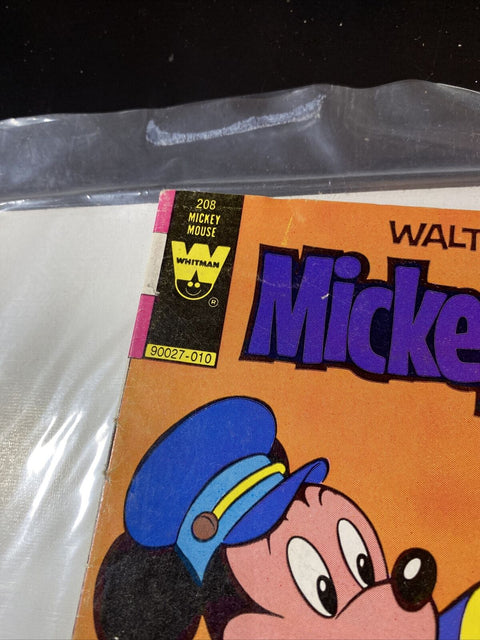 208
MICKEY
MOUSE
WHITMAN
®
90027-010
WALT
Micke